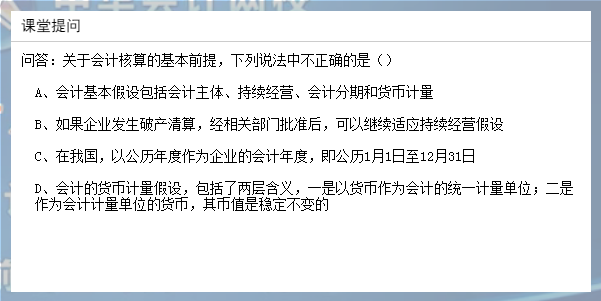 课堂提问
问答：关于会计核算的基本前提，下列说法中不正确的是（）
A、会计基本假设包括会计主体、持续经营、会计分期和货币计量
B、如果企业发生破产清算，经相关部门批准后，可以继续适应持续经营假设
C、在我国，以公历年度作为企业的会计年度，即公历1月1日至12月31日
D、会计的货币计量假设，包括了两层含义，一是以货币作为会计的统一计量单位；二是
作为会计计量单位的货币，其币值是稳定不变的